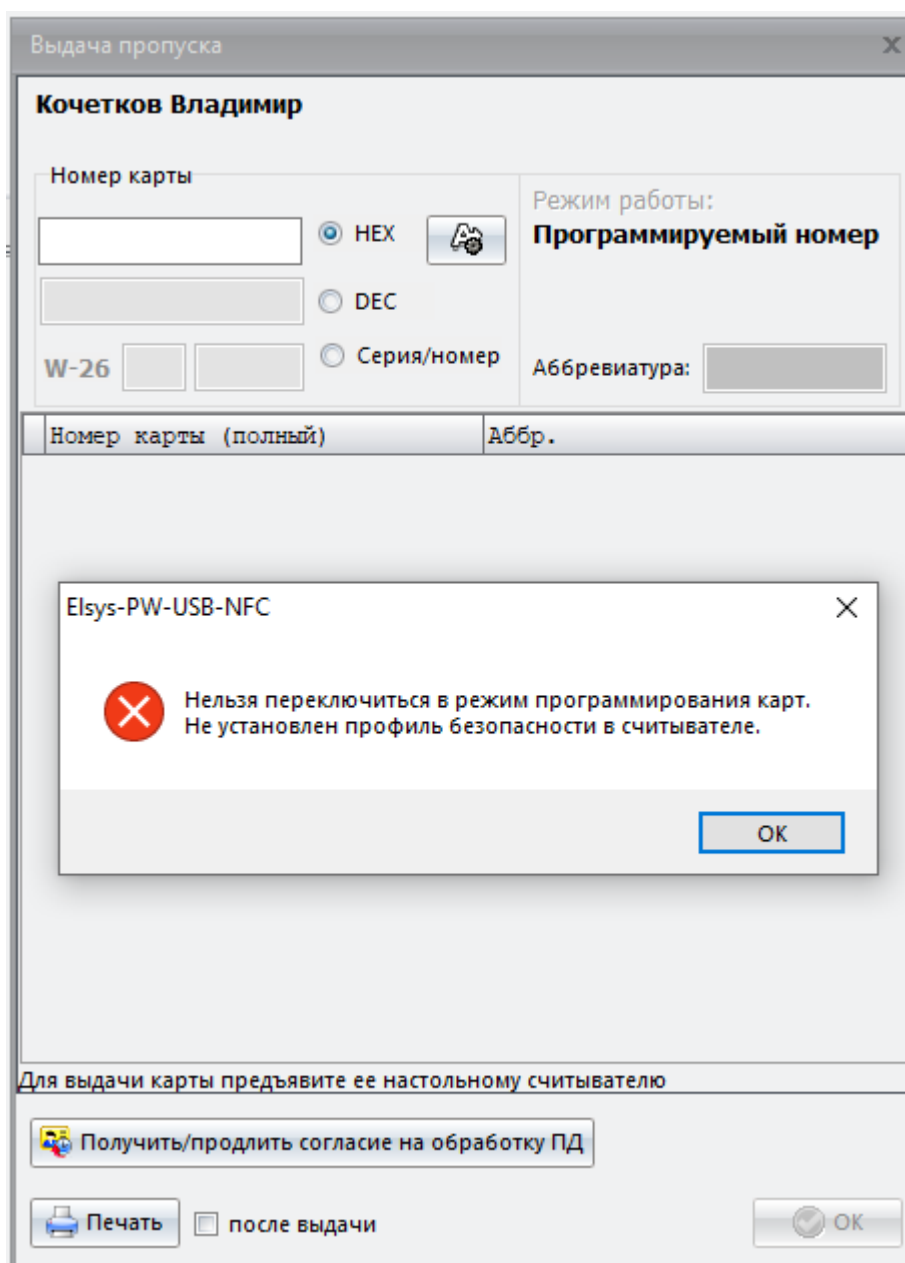 Выдача пропуска
Кочетков Владимир
Номер карты
Режим работы:
HEX
Программируемый номер
DEC
W-26
Серия/номер
Аббревиатура:
Номер карты (полный) Аббр.
Elsys-PW-USB-NFC
Нельзя переключиться в режим программирования карт.
Не установлен профиль безопасности в считывателе.
OK
Для выдачи карты предъявите ее настольному считывателю
Получить/продлить согласие на обработку ПД
Печать
после выдачи
OK